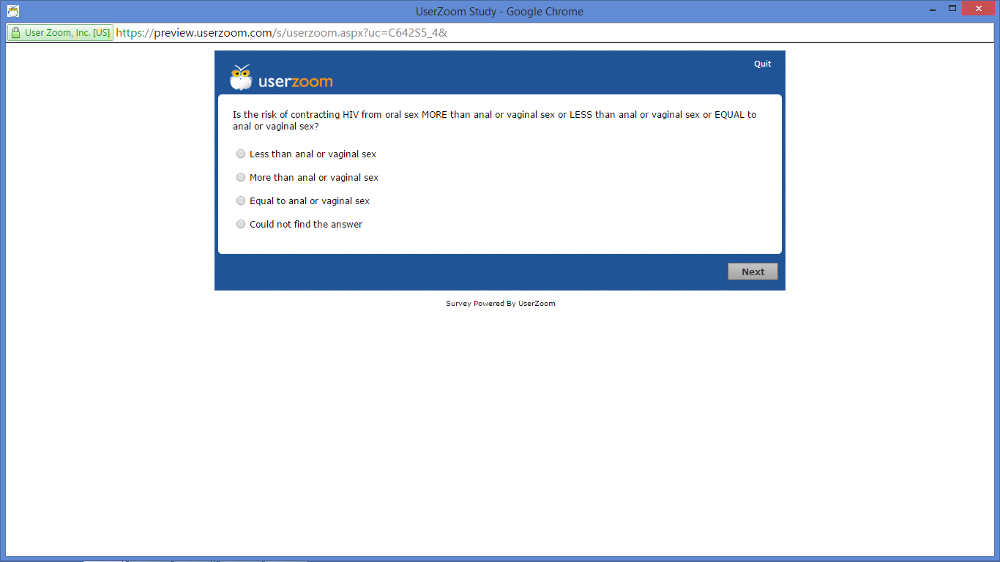 UserZoom Study - Google Chrome
User Zoom, Inc. [US] https://preview.userzoom.com/s/userzoom.aspx?uc=C642S5_4&
Quit
userzoom
Is the risk of contracting HIV from oral sex MORE than anal or vaginal sex or LESS than anal or vaginal sex or EQUAL to
anal or vaginal sex?
Less than anal or vaginal sex
More than anal or vaginal sex
Equal to anal or vaginal sex
Could not find the answer
Next
Survey Powered By UserZoom